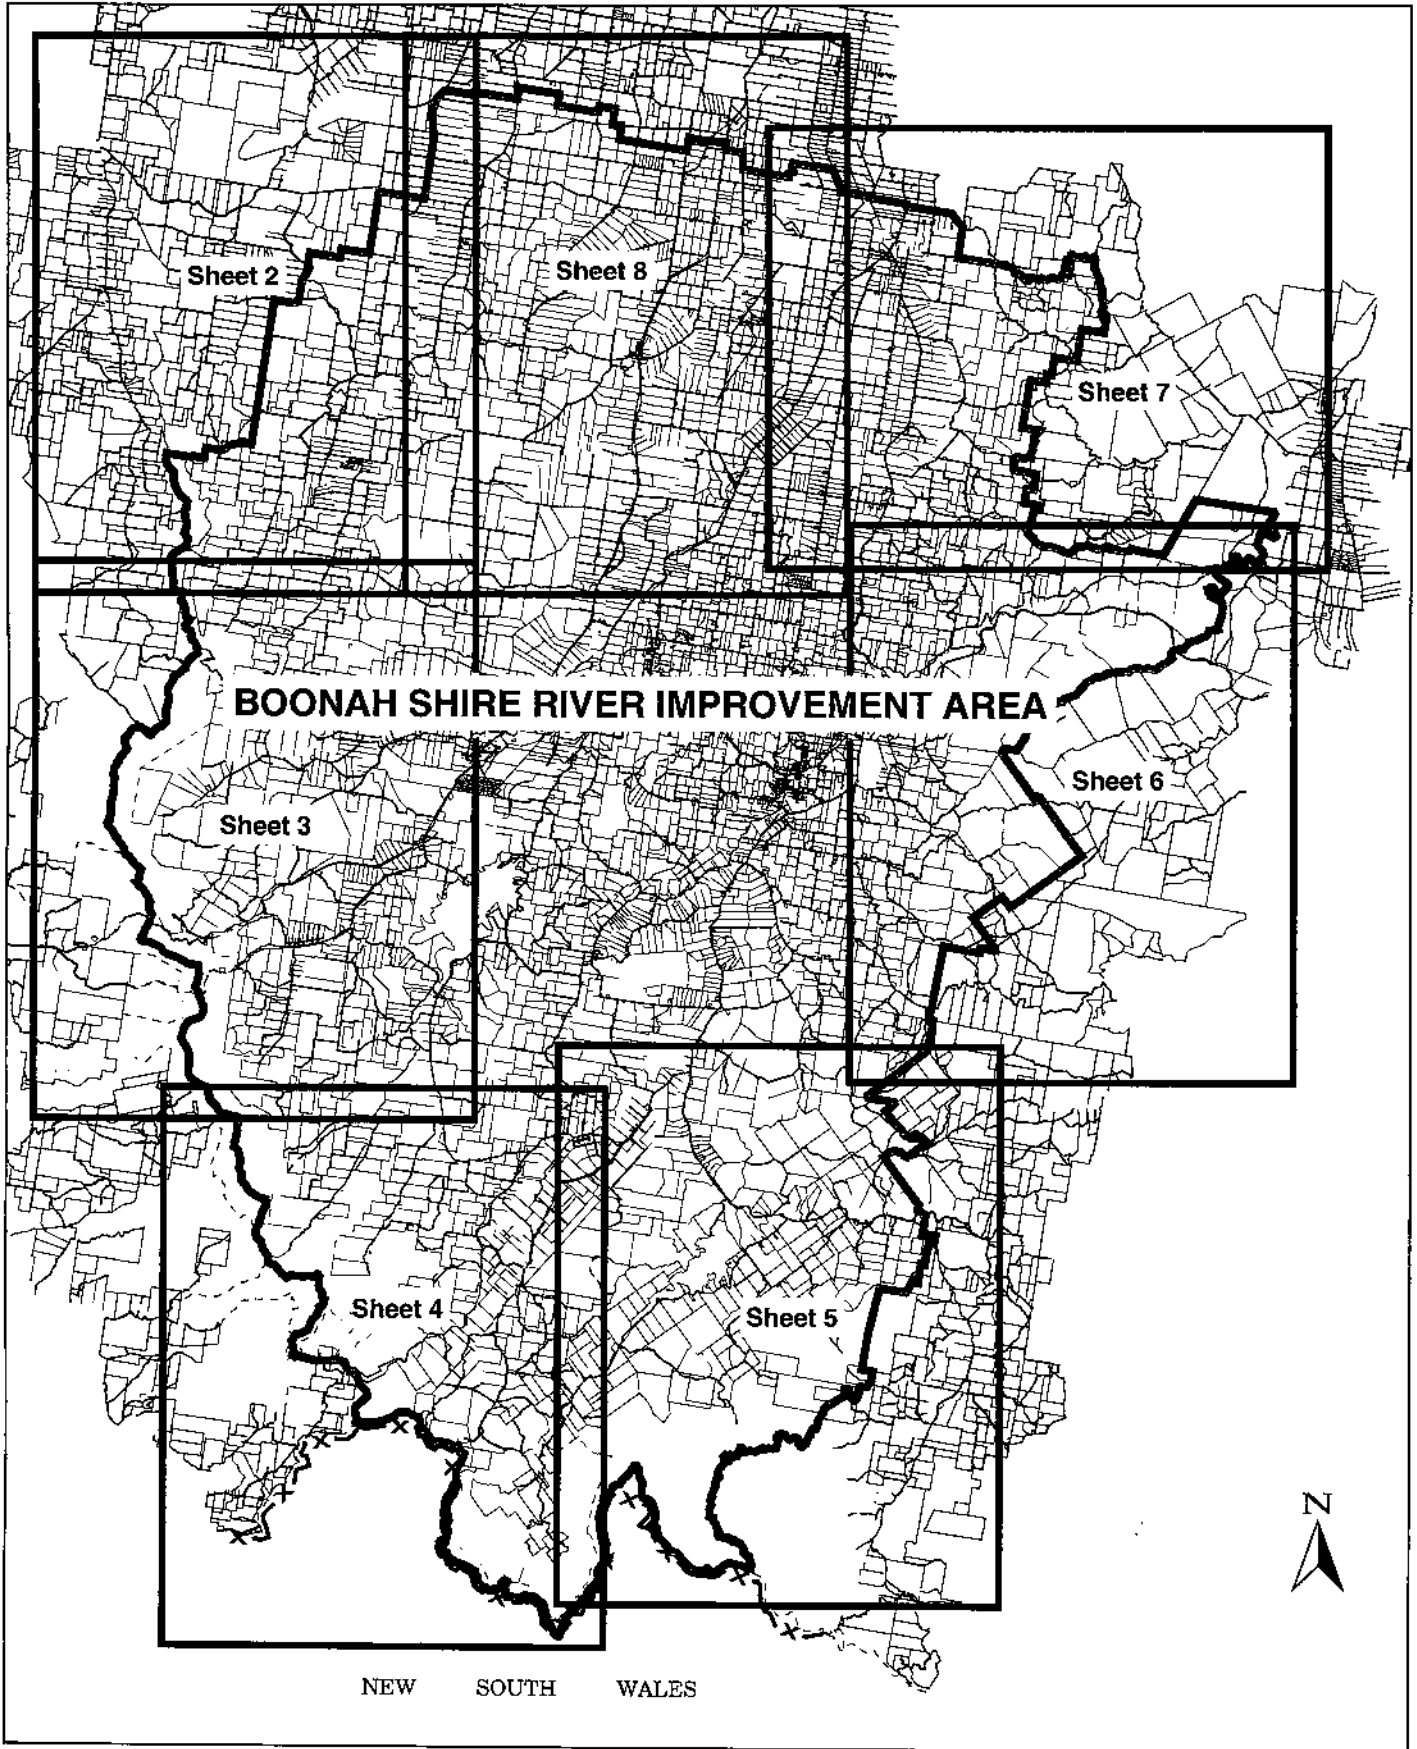 Sheet 2
Sheet 8
Sheet 7
BOONAH SHIRE RIVER IMPROVEMENT AREA
Sheet 6
Sheet 3
Sheet 4
Sheet 5
N
NEW SOUTH WALES